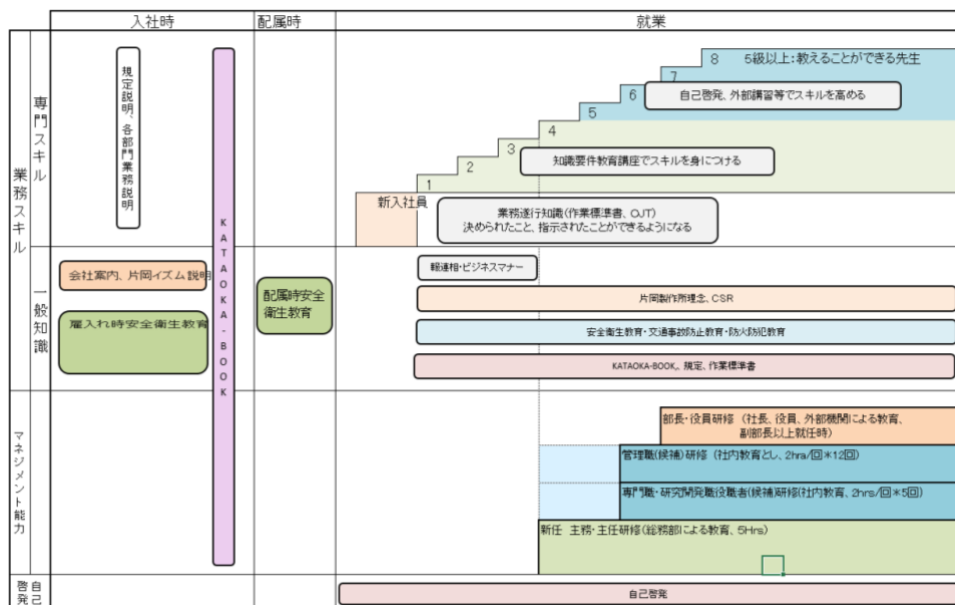 入社時
配属時
就業
業務スキル
専門スキル
規定説明、各部門業務説明
KATAOKA-BOOK
8
5級以上：教えることができる先生
7
6
自己啓発、外部講習等でスキルを高める
5
4
3
知識要件教育講座でスキルを身につける
2
1
新入社員
業務遂行知識(作業標準書、OJT)
決められたこと、指示されたことができるようになる
一般知識
会社案内、片岡イズム説明
雇入れ時安全衛生教育
配属時安全
衛生教育
報連相・ビジネスマナー
片岡製作所理念、CSR
安全衛生教育・交通事故防止教育・防火防犯教育
KATAOKA-BOOK,、規定、作業標準書
マネジメント能力
部長・役員研修 （社長、役員、外部機関による教育、
副部長以上就任時）
管理職(候補)研修 （社内教育とし、2hrs/回*12回）
専門職・研究開発職役職者(候補)研修(社内教育、2hrs/回*5回)
新任 主務・主任研修(総務部による教育、5Hrs)
自己啓発
自己啓発